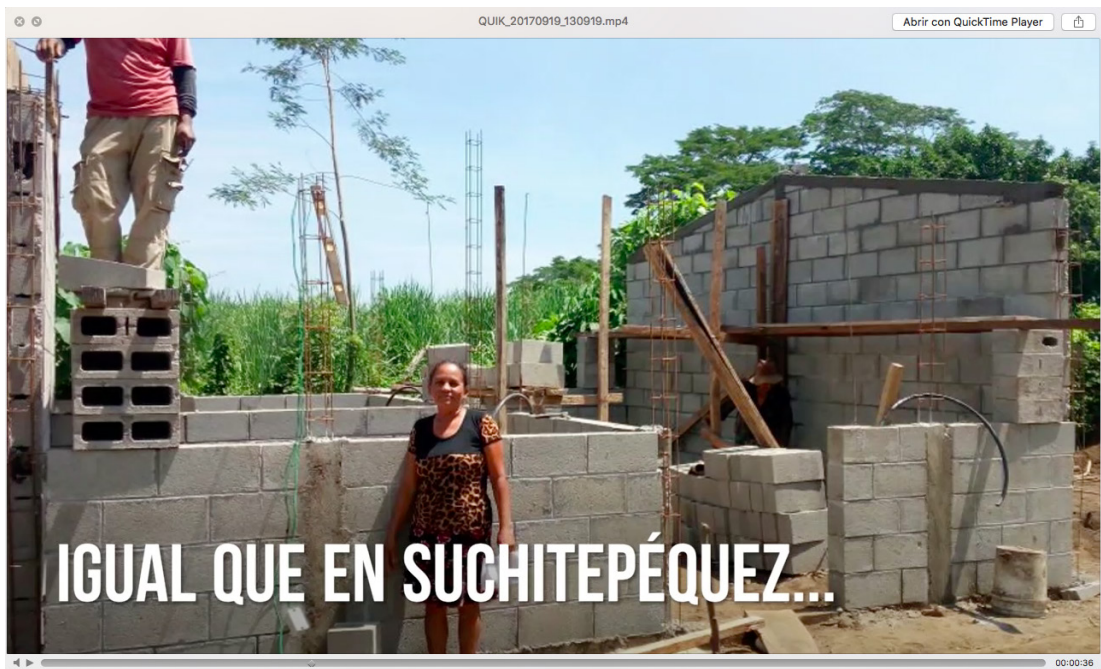 QUIK_20170919_130919.mp4
Abrir con QuickTime Player
IGUAL QUE EN SUCHITEPÉQUEZ...
00:00:36